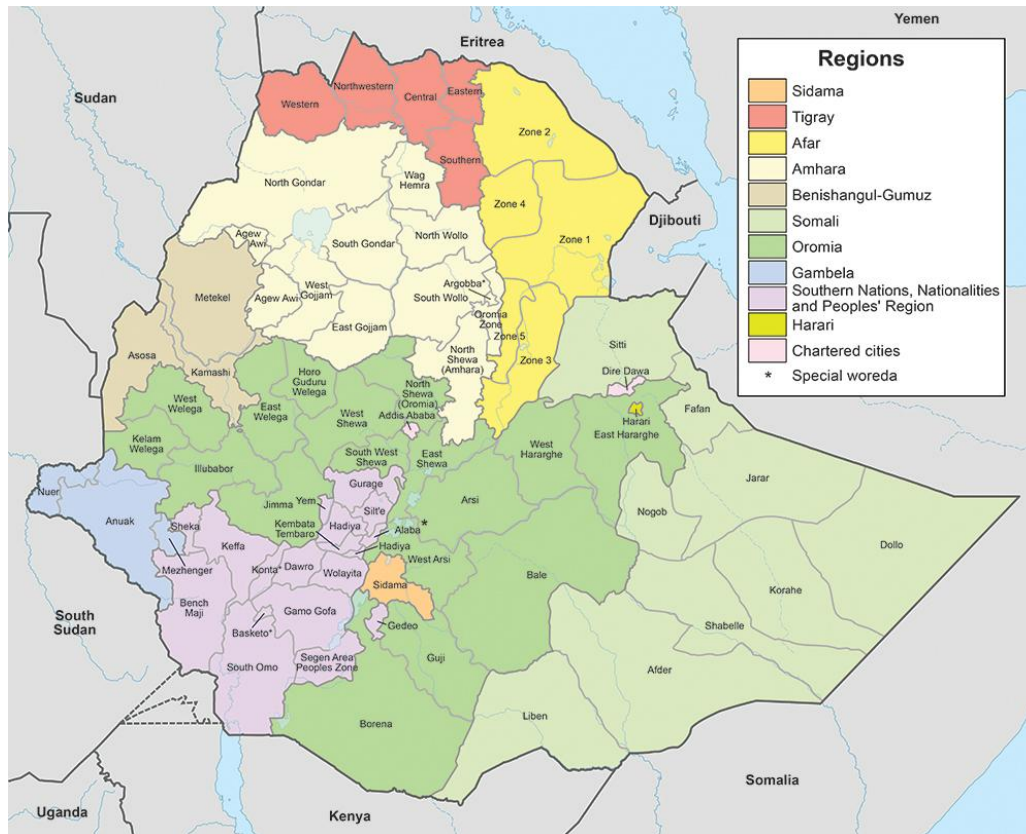 Yemen
Eritrea
Sudan
Djibouti
South
Sudan
Uganda
Kenya
Somalia
Regions
Sidama
Tigray
Afar
Amhara
Benishangul-Gumuz
Somali
Oromia
Gambela
Southern Nations, Nationalities
and Peoples' Region
Harari
Chartered cities
* Special woreda
Western
Northwestern
Central
Eastern
Southern
Zone 2
Zone 4
Zone 1
Zone 5
Zone 3
North Gondar
Wag
Hemra
Agew
Awi
South Gondar
North Wollo
Agew Awi
West
Gojjam
Argobba*
South Wollo
Oromia
Zone
East Gojjam
North
Shewa
(Amhara)
Metekel
Asosa
Kamashi
Sitti
Dire Dawa
Harari
Fafan
East Hararghe
West
Hararghe
Jarar
Nogob
Dollo
Korahe
Shabelle
Afder
Liben
West
Welega
Kelam
Welega
East
Welega
Horo
Guduru
Welega
West
Shewa
North
Shewa
(Oromia)
Addis Ababa
South West
Shewa
East
Shewa
Illubabor
Jimma
Arsi
West Arsi
Bale
Guji
Borena
Nuer
Anuak
Mezhenger
Sheka
Keffa
Bench
Maji
Yem
Gurage
Silt'e
Hadiya
Kembata
Tembaro
Alaba
*
Hadiya
Konta*
Dawro
Wolayita
Sidama
Gamo Gofa
Basketo*
Gedeo
South Omo
Segen Area
Peoples Zone